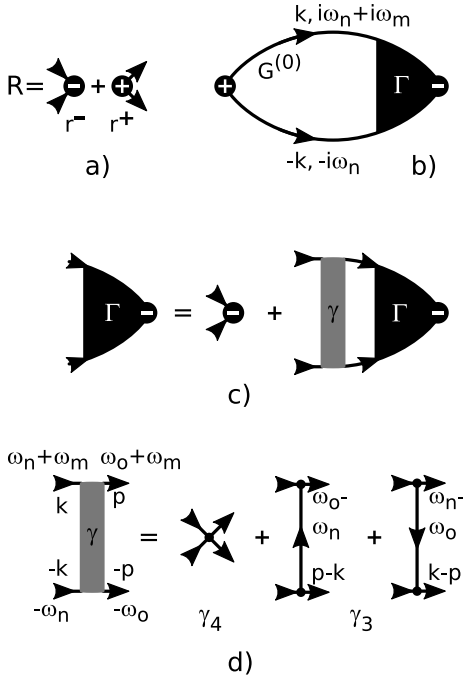 R= - + +
r⁻ r⁺
a)
k, iωₙ+iωₘ
G⁽⁰⁾
+ Γ -
-k, -iωₙ
b)
Γ - = - + γ Γ -
c)
ωₙ+ωₘ ωₒ+ωₘ
k p
γ = + +
ωₒ- ωₙ-
ωₙ ωₒ
-k -p
p-k k-p
-ωₙ -ωₒ
γ₄ γ₃
d)